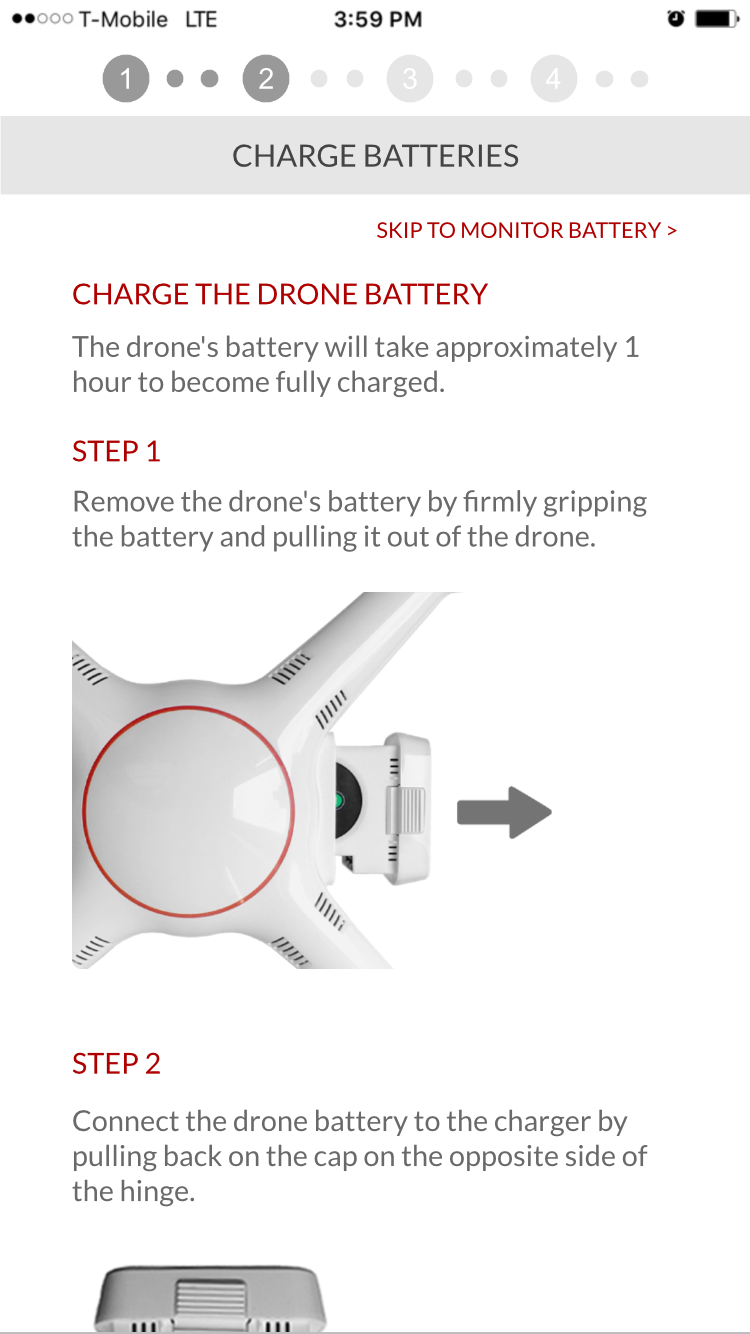 T-Mobile LTE 3:59 PM
1 2 3 4
CHARGE BATTERIES
SKIP TO MONITOR BATTERY >
CHARGE THE DRONE BATTERY
The drone's battery will take approximately 1
hour to become fully charged.
STEP 1
Remove the drone's battery by firmly gripping
the battery and pulling it out of the drone.
STEP 2
Connect the drone battery to the charger by
pulling back on the cap on the opposite side of
the hinge.